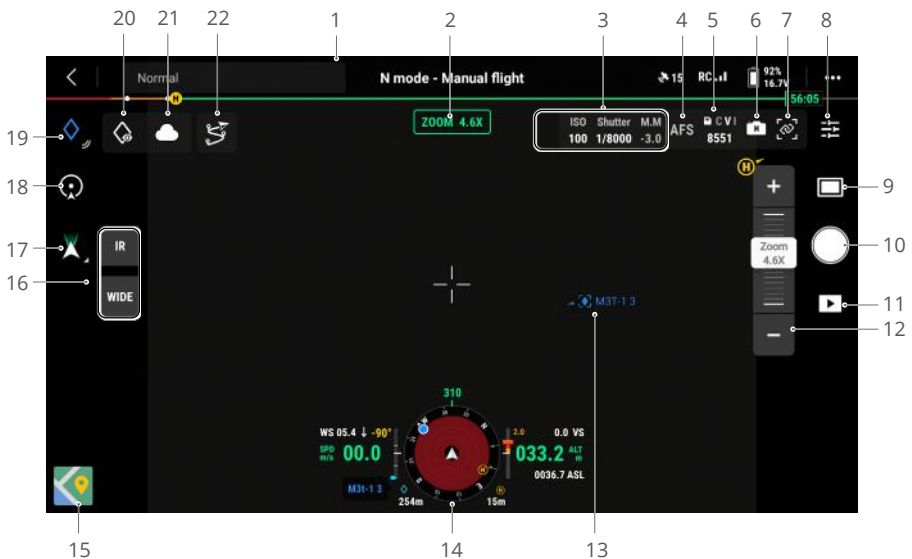 20 21 22 1 2 3 4 5 6 7 8
Normal
N mode - Manual flight
15 RC 92%
16.7V
H
56:05
ZOOM 4.6X
ISO Shutter M.M
100 1/8000 -3.0
AFS
C V I
8551
M
19
18
17
16
IR
WIDE
H
+
Zoom
4.6X
−
9
10
11
12
M3T-1 3
13
310
WS 05.4 ↓ -90°
SPD
m/s
00.0
M3t-1 3
254m
N
E
S
W
H
2.0
0.0 VS
033.2 ALT
m
0036.7 ASL
H
15m
15
14